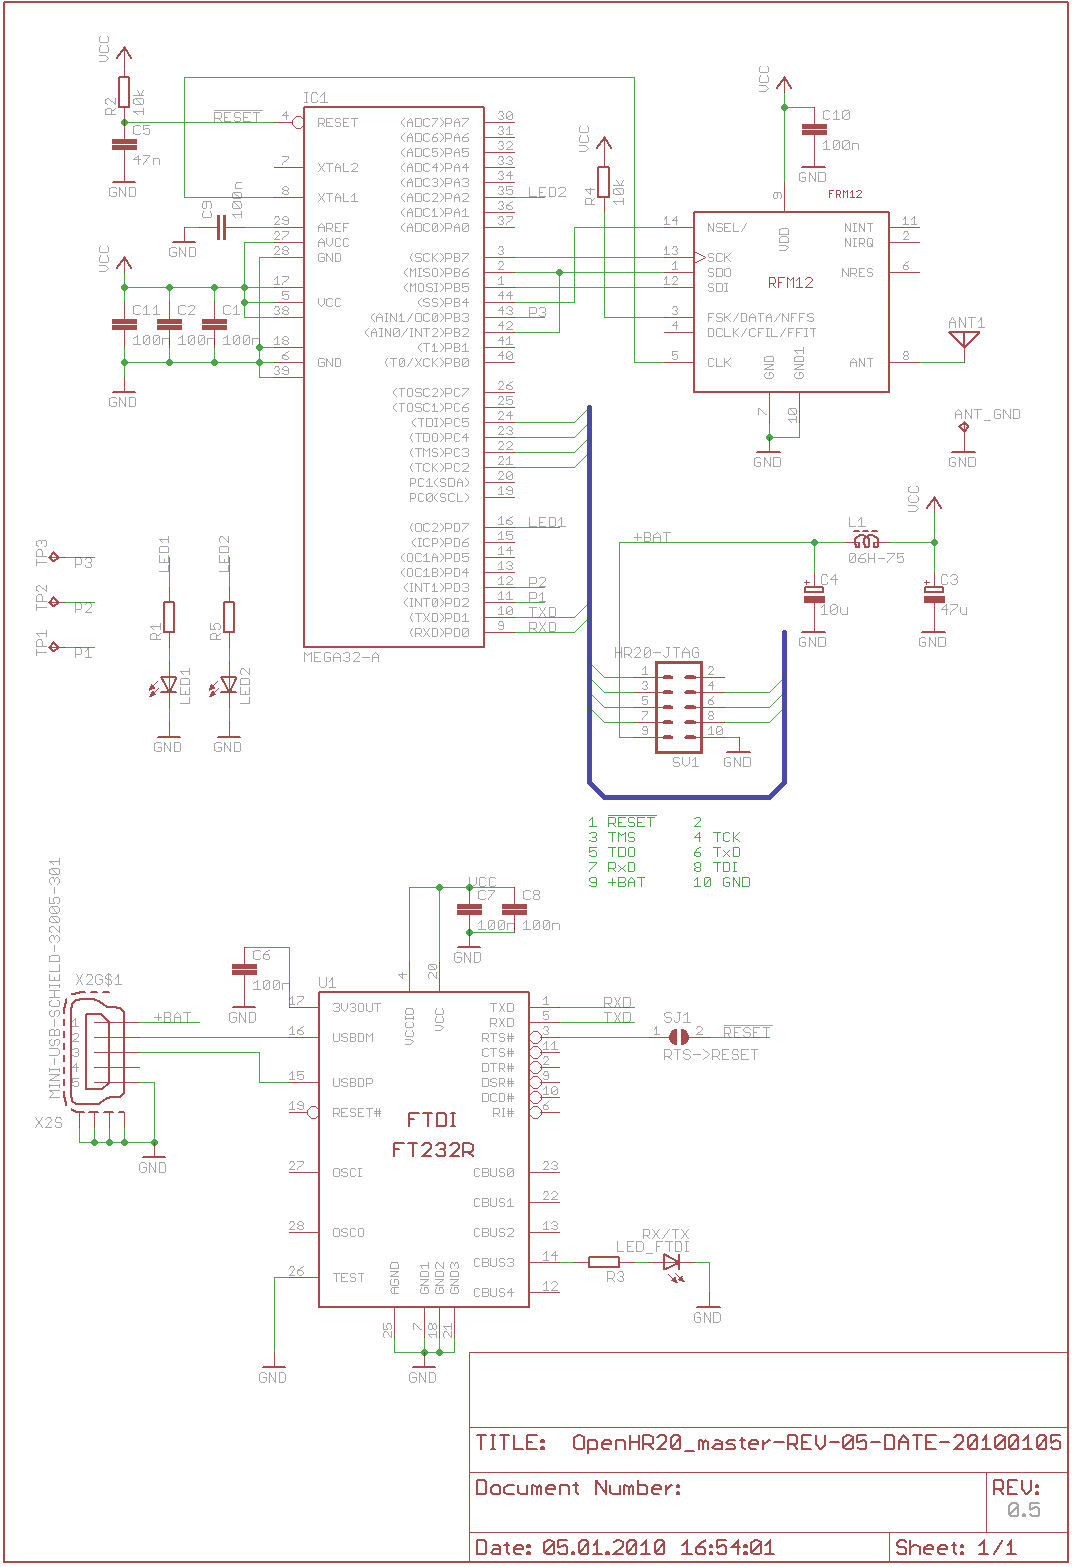 VCC
R2
10k
C5
47n
GND
RESET
4
IC1
RESET
7
XTAL2
8
XTAL1
C9
100n
GND
29
AREF
27
AVCC
28
GND
VCC
17
5
VCC
38
C11
C2
C1
100n
100n
100n
18
6
GND
39
GND
(ADC7)PA7
30
(ADC6)PA6
31
(ADC5)PA5
32
(ADC4)PA4
33
(ADC3)PA3
34
(ADC2)PA2
35
LED2
(ADC1)PA1
36
(ADC0)PA0
37
(SCK)PB7
3
(MISO)PB6
2
(MOSI)PB5
1
(SS)PB4
44
(AIN1/OC0)PB3
43
P3
(AIN0/INT2)PB2
42
(T1)PB1
41
(T0/XCK)PB0
40
(TOSC2)PC7
26
(TOSC1)PC6
25
(TDI)PC5
24
(TDO)PC4
23
(TMS)PC3
22
(TCK)PC2
21
PC1(SDA)
20
PC0(SCL)
19
(OC2)PD7
16
LED1
(ICP)PD6
15
(OC1A)PD5
14
(OC1B)PD4
13
(INT1)PD3
12
P2
(INT0)PD2
11
P1
(TXD)PD1
10
TXD
(RXD)PD0
9
RXD
MEGA32-A
VCC
R4
10k
VCC
C10
100n
GND
9
FRM12
14
NSEL/
VDD
NINT
11
NIRQ
2
13
SCK
1
SDO
RFM12
NRES
6
12
SDI
3
FSK/DATA/NFFS
4
DCLK/CFIL/FFIT
5
CLK
GND
GND1
ANT
8
ANT1
7
10
GND
ANT_GND
GND
VCC
L1
+BAT
06H-75
C4
10u
GND
C3
47u
GND
TP3
P3
TP2
P2
TP1
P1
LED1
LED2
R1
R5
LED1
LED2
GND
GND
HR20-JTAG
1
2
3
4
5
6
7
8
9
10
SV1
GND
1 RESET 2
3 TMS 4 TCK
5 TDO 6 TxD
7 RxD 8 TDI
9 +BAT 10 GND
MINI-USB-SCHIELD-32005-301
X2G$1
1
2
3
4
5
+BAT
X2S
GND
C6
100n
GND
VCC
C7
C8
100n
100n
GND
4
20
U1
17
3V3OUT
VCCIO
VCC
TXD
1
RXD
RXD
5
TXD
16
USBDM
RTS#
3
CTS#
11
DTR#
2
15
USBDP
DSR#
9
DCD#
10
19
RESET#
RI#
6
SJ1
1
2
RESET
RTS->RESET
FTDI
FT232R
27
OSCI
CBUS0
23
CBUS1
22
28
OSCO
CBUS2
13
26
TEST
CBUS3
14
CBUS4
12
AGND
GND1
GND2
GND3
25
7
18
21
GND
GND
R3
RX/TX
LED_FTDI
GND
TITLE: OpenHR20_master-REV-05-DATE-20100105
Document Number:
REV:
0.5
Date: 05.01.2010 16:54:01
Sheet: 1/1